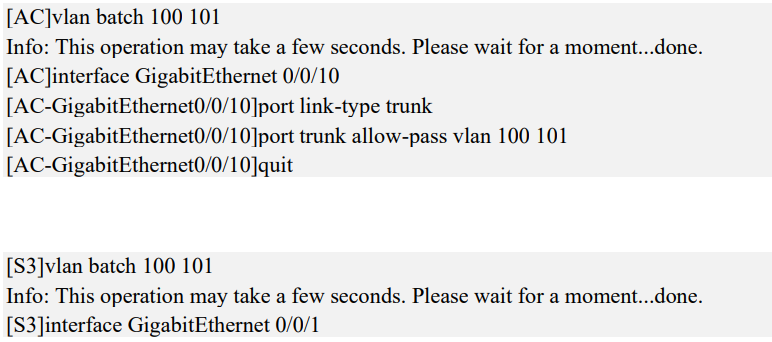 [AC]vlan batch 100 101
Info: This operation may take a few seconds. Please wait for a moment...done.
[AC]interface GigabitEthernet 0/0/10
[AC-GigabitEthernet0/0/10]port link-type trunk
[AC-GigabitEthernet0/0/10]port trunk allow-pass vlan 100 101
[AC-GigabitEthernet0/0/10]quit
[S3]vlan batch 100 101
Info: This operation may take a few seconds. Please wait for a moment...done.
[S3]interface GigabitEthernet 0/0/1